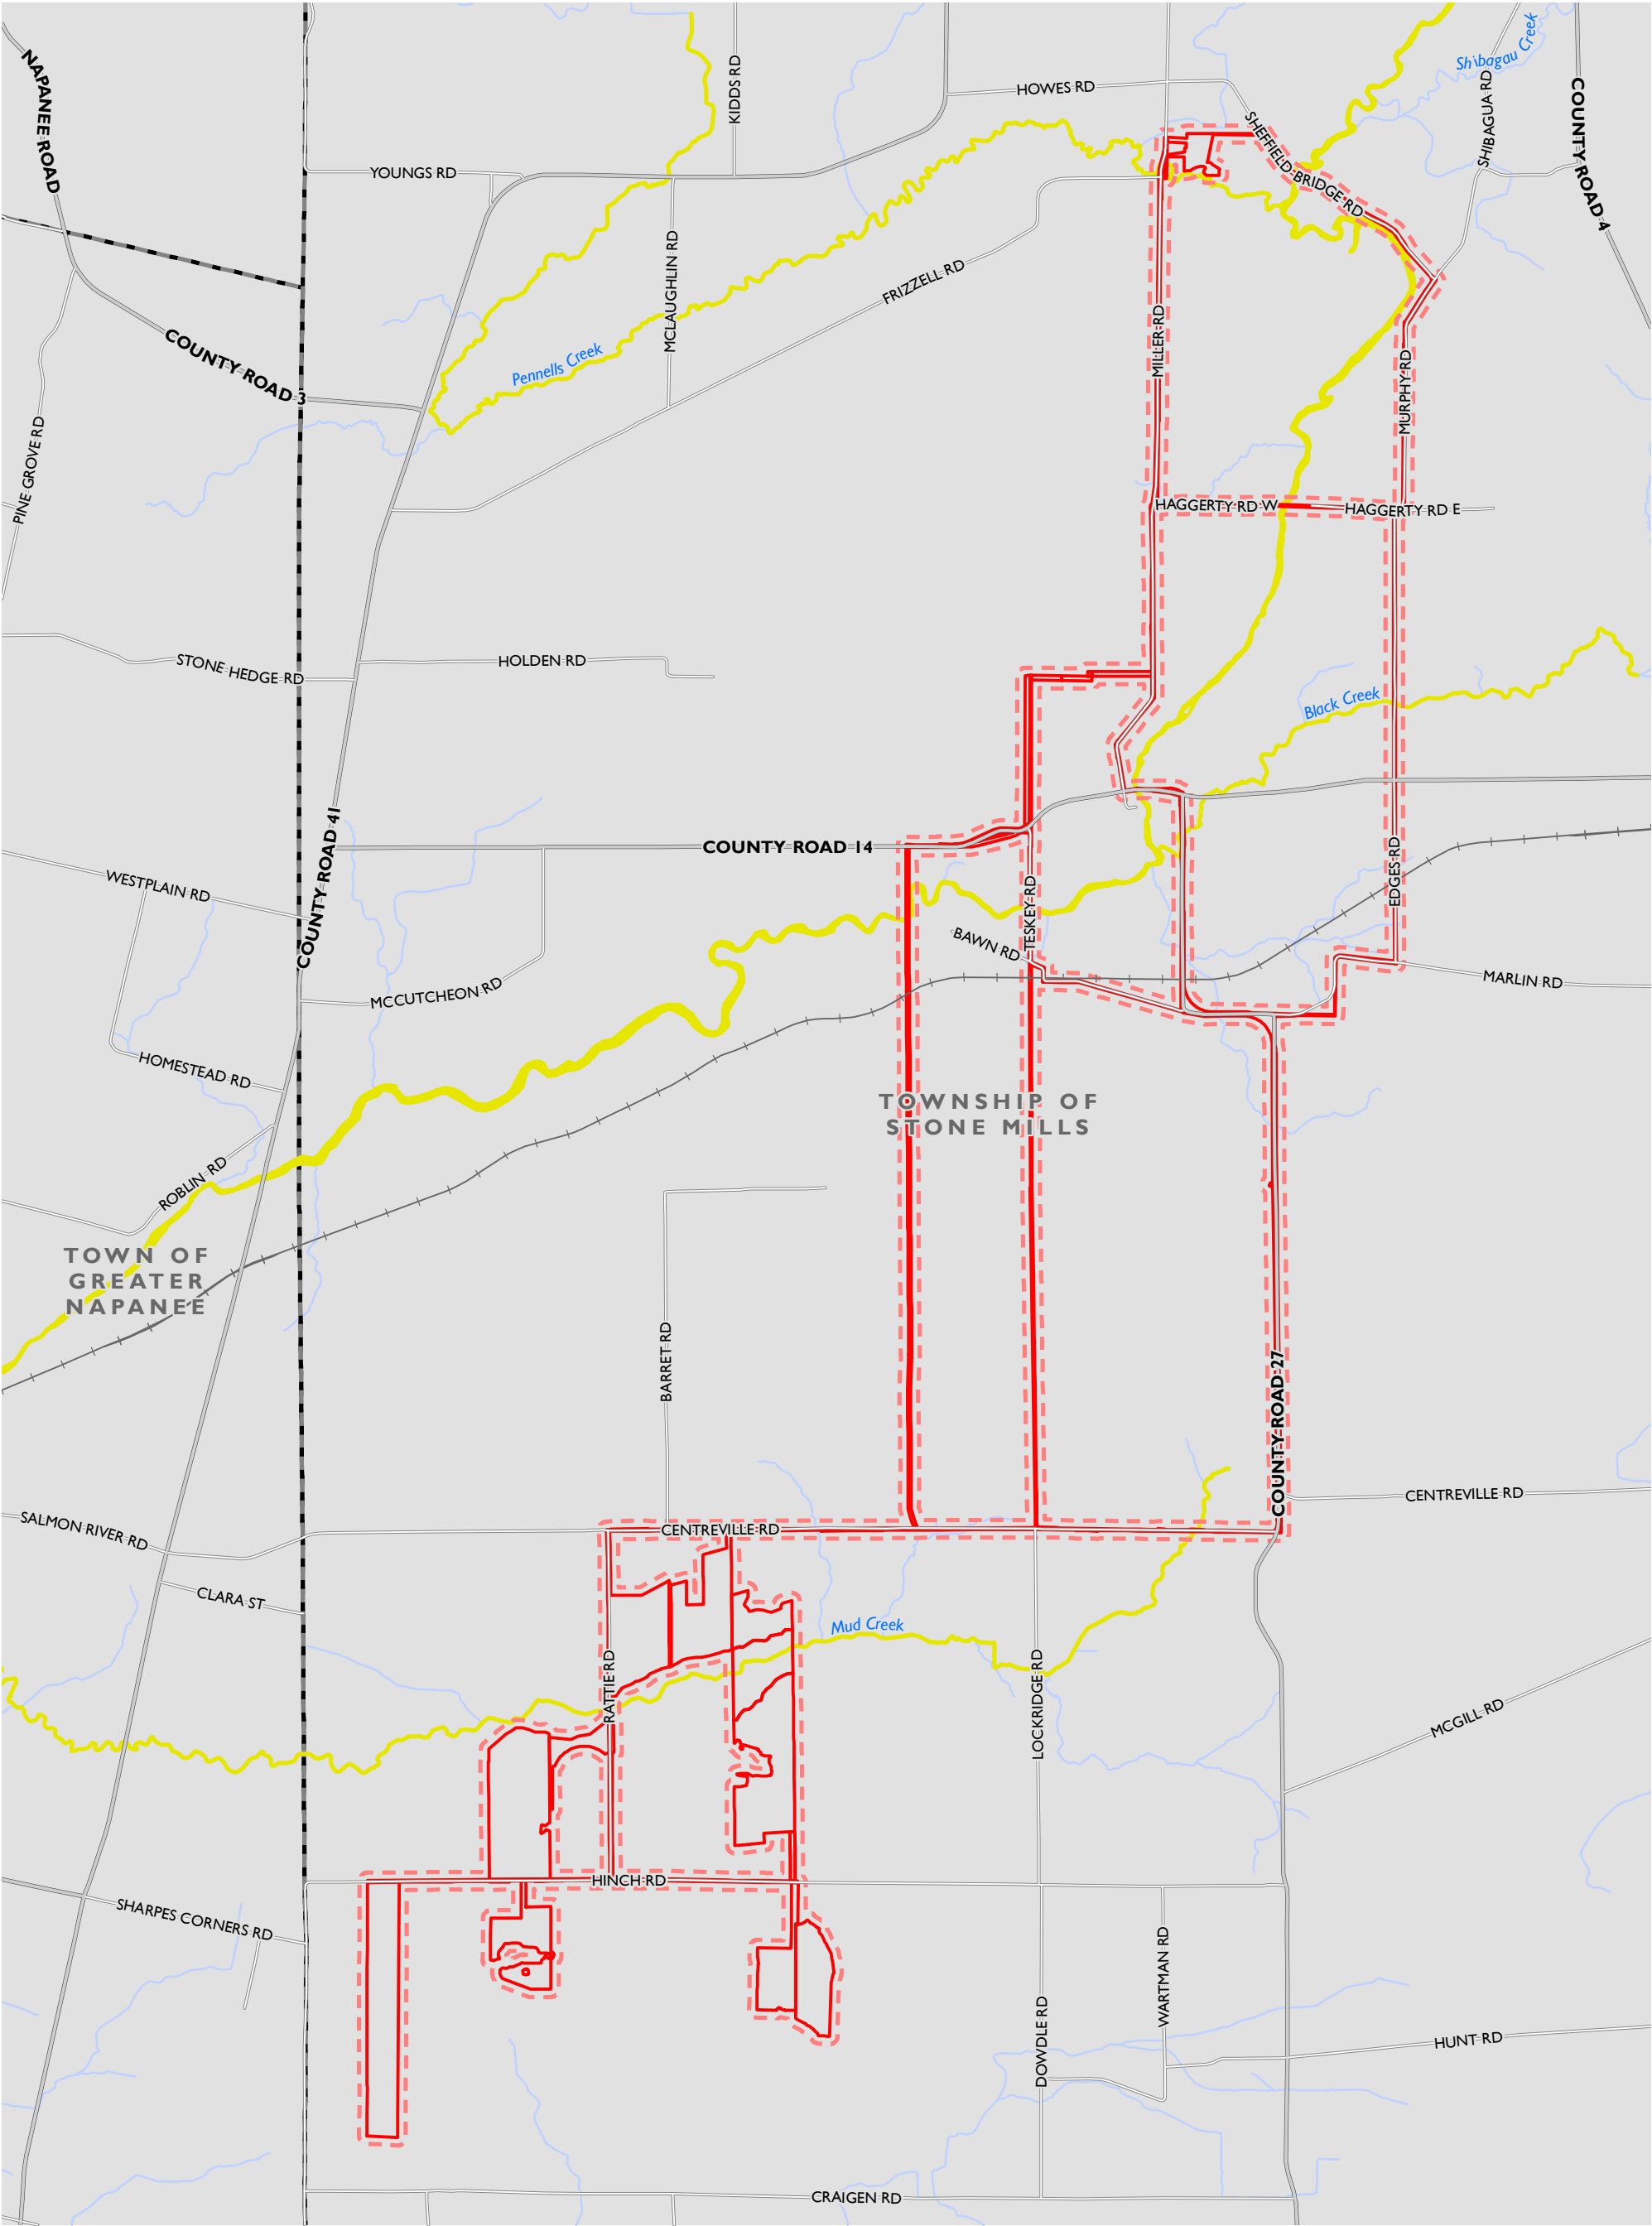 NAPANEE ROAD
KIDDS RD
HOWES RD
Shibagau Creek
SHIBAGUA RD
COUNTY ROAD 4
SHEFFIELD BRIDGE RD
YOUNGS RD
MCLAUGHLIN RD
FRIZZELL RD
COUNTY ROAD 3
Pennells Creek
MILLER RD
MURPHY RD
PINE GROVE RD
HAGGERTY RD W
HAGGERTY RD E
STONE HEDGE RD
HOLDEN RD
Black Creek
COUNTY ROAD 41
COUNTY ROAD 14
WESTPLAIN RD
TESKEY RD
EDGES RD
BAWN RD
MCCUTCHEON RD
MARLIN RD
HOMESTEAD RD
TOWNSHIP OF
STONE MILLS
ROBLIN RD
TOWN OF
GREATER
NAPANEE
BARRET RD
COUNTY ROAD 27
CENTREVILLE RD
SALMON RIVER RD
CENTREVILLE RD
CLARA ST
Mud Creek
RATTIE RD
LOCKRIDGE RD
MCGILL RD
HINCH RD
SHARPES CORNERS RD
WARTMAN RD
DOWDLE RD
HUNT RD
CRAIGEN RD